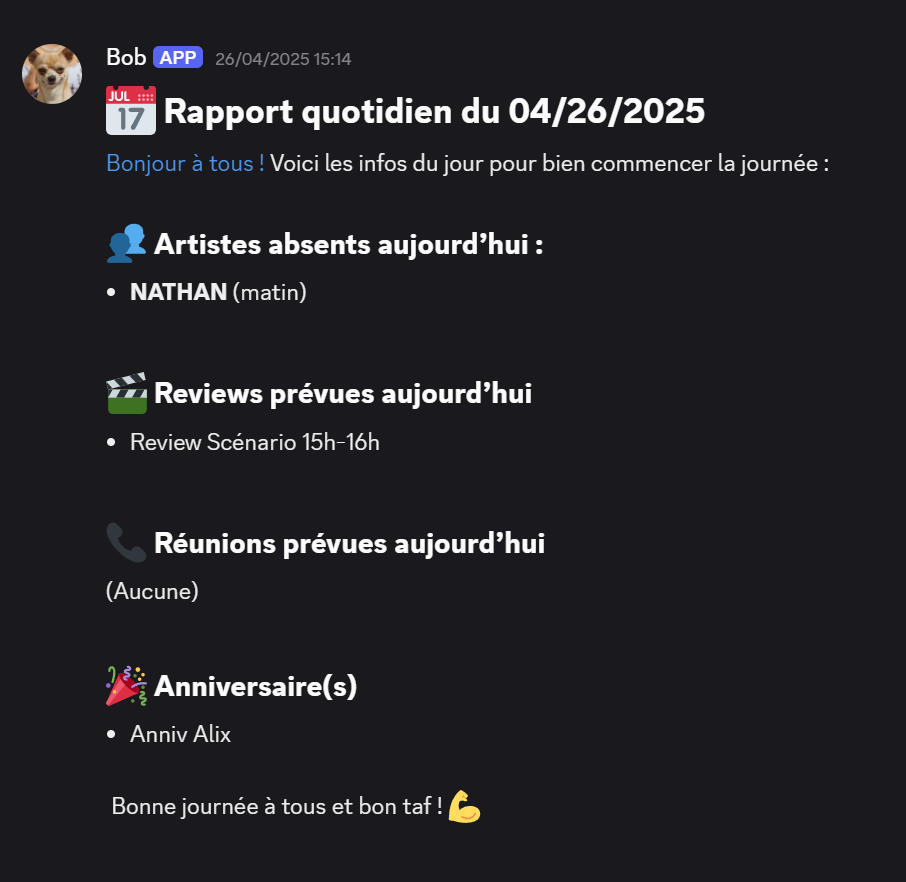 Bob APP 26/04/2025 15:14
JUL 17 Rapport quotidien du 04/26/2025
Bonjour à tous ! Voici les infos du jour pour bien commencer la journée :
Artistes absents aujourd’hui :
• NATHAN (matin)
Reviews prévues aujourd’hui
• Review Scénario 15h-16h
Réunions prévues aujourd’hui
(Aucune)
Anniversaire(s)
• Anniv Alix
Bonne journée à tous et bon taf !